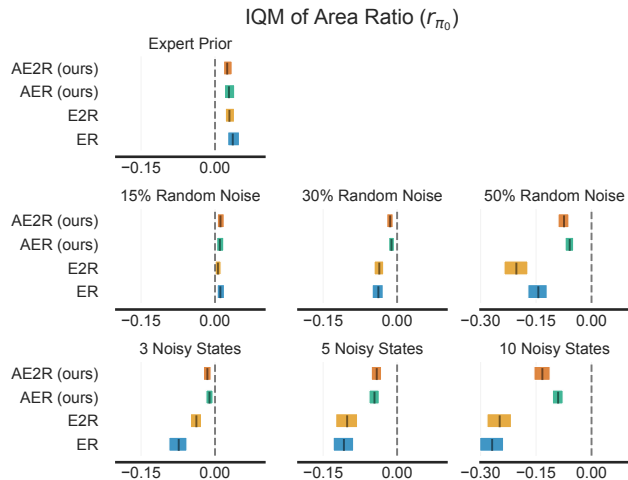 IQM of Area Ratio (r_{π_0})
Expert Prior
AE2R (ours)
AER (ours)
E2R
ER
−0.15 0.00
15% Random Noise 30% Random Noise 50% Random Noise
AE2R (ours)
AER (ours)
E2R
ER
−0.15 0.00 −0.15 0.00 −0.30 −0.15 0.00
3 Noisy States 5 Noisy States 10 Noisy States
AE2R (ours)
AER (ours)
E2R
ER
−0.15 0.00 −0.15 0.00 −0.30 −0.15 0.00